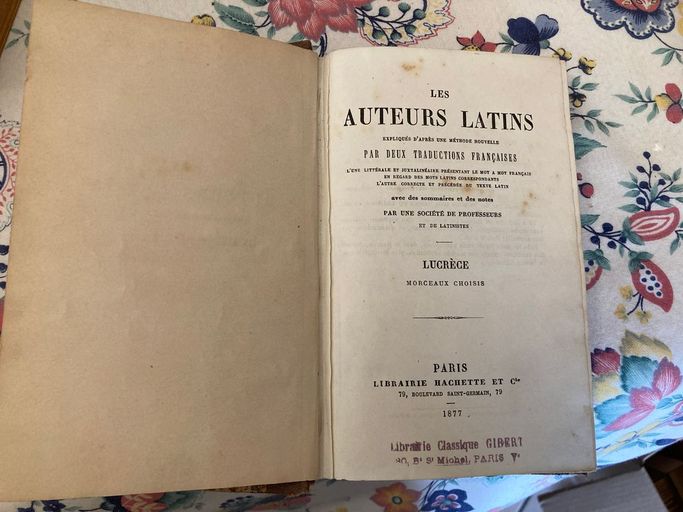 LES
AUTEURS LATINS
EXPLIQUÉS D'APRÈS UNE MÉTHODE NOUVELLE
PAR DEUX TRADUCTIONS FRANÇAISES
L'UNE LITTÉRALE ET JUXTALINÉAIRE PRÉSENTANT LE MOT A MOT FRANÇAIS
EN REGARD DES MOTS LATINS CORRESPONDANTS
L'AUTRE CORRECTE ET PRÉCÉDÉE DU TEXTE LATIN
avec des sommaires et des notes
PAR UNE SOCIÉTÉ DE PROFESSEURS
ET DE LATINISTES
LUCRÈCE
MORCEAUX CHOISIS
PARIS
LIBRAIRIE HACHETTE ET Cie
79, BOULEVARD SAINT-GERMAIN, 79
1877
Librairie Classique GIBERT
Bd St Michel, PARIS Ve